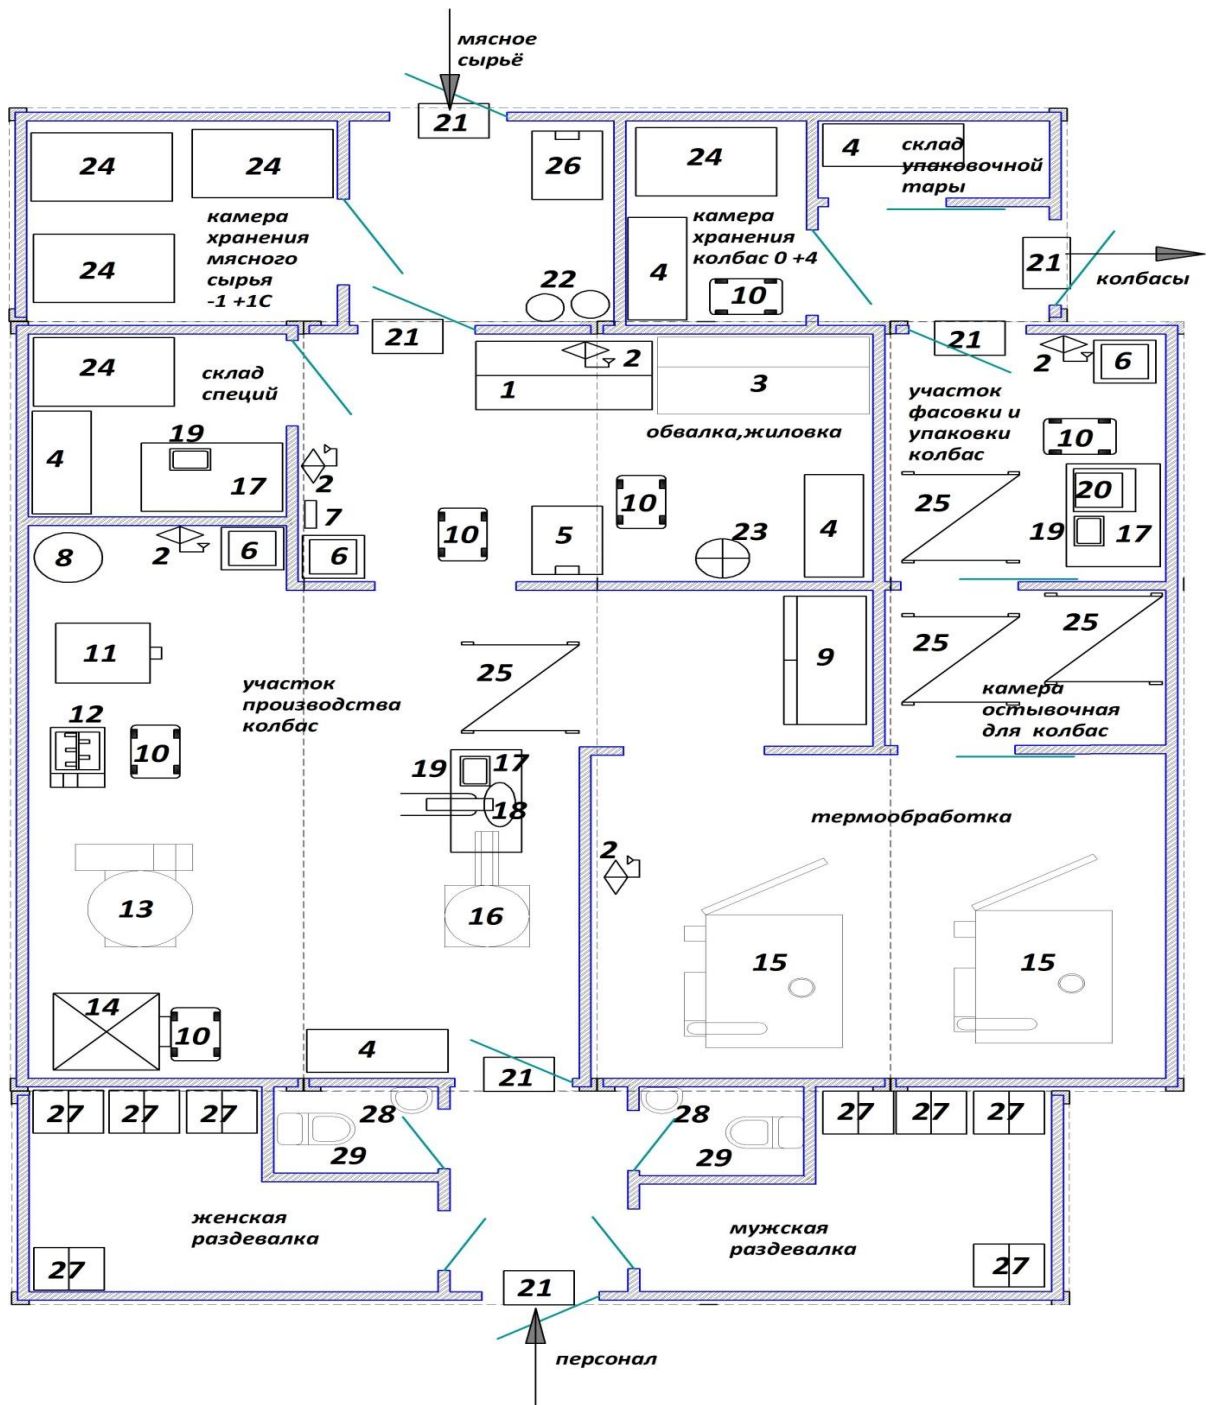 мясное
сырьё
21
24
24
26
24
4
склад
упаковочной
тары
камера
хранения
мясного
сырья
-1 +1С
камера
хранения
колбас 0 +4
24
4
22
10
21
колбасы
21
21
24
склад
специй
2
1
3
2
6
обвалка,жиловка
участок
фасовки и
упаковки
колбас
4
19
17
2
7
10
5
10
23
4
10
25
20
19
17
8
2
6
6
11
участок
производства
колбас
25
9
25
25
камера
остывочная
для колбас
12
10
19
17
18
термообработка
2
13
16
15
15
14
10
4
21
27
27
27
28
29
28
29
27
27
27
женская
раздевалка
мужская
раздевалка
27
21
27
персонал